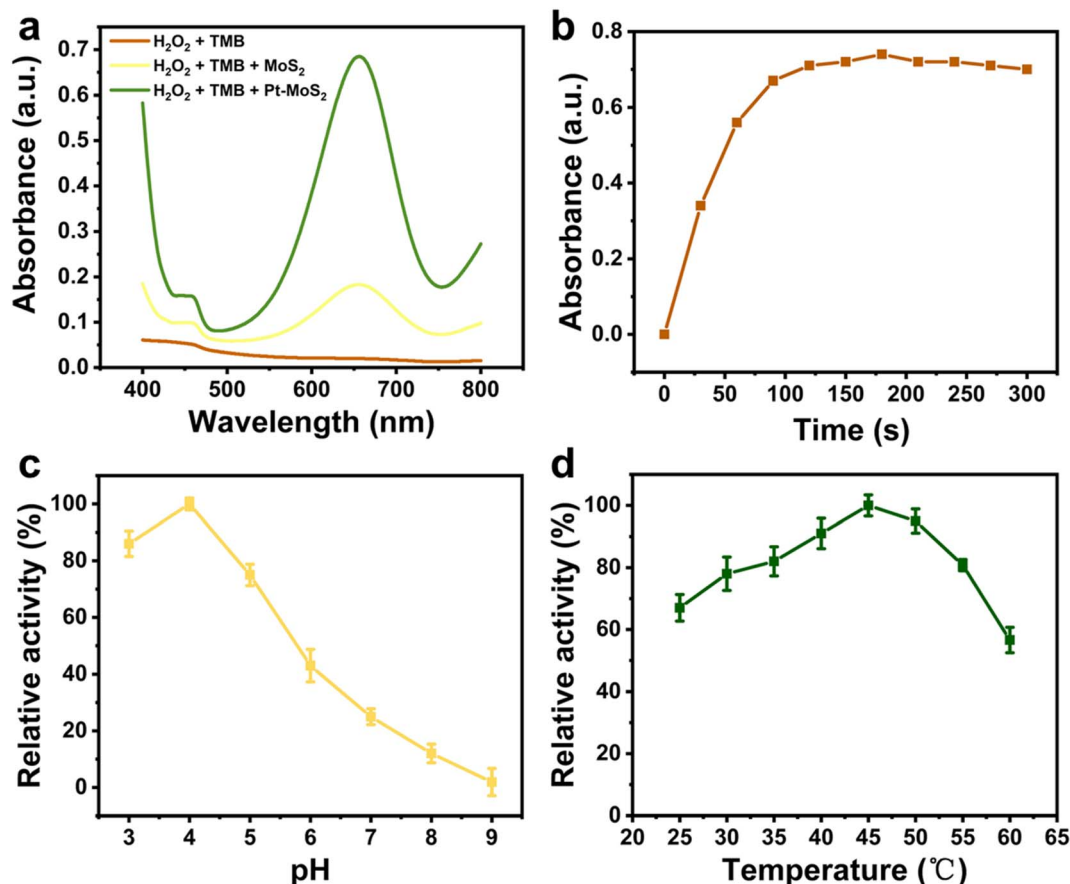 a
H₂O₂ + TMB
H₂O₂ + TMB + MoS₂
H₂O₂ + TMB + Pt-MoS₂
0.7
0.6
0.5
0.4
0.3
0.2
0.1
0.0
Absorbance (a.u.)
400 500 600 700 800
Wavelength (nm)
b
0.8
0.6
0.4
0.2
0.0
Absorbance (a.u.)
0 50 100 150 200 250 300
Time (s)
c
100
80
60
40
20
0
Relative activity (%)
3 4 5 6 7 8 9
pH
d
120
100
80
60
40
20
0
Relative activity (%)
20 25 30 35 40 45 50 55 60 65
Temperature (℃)